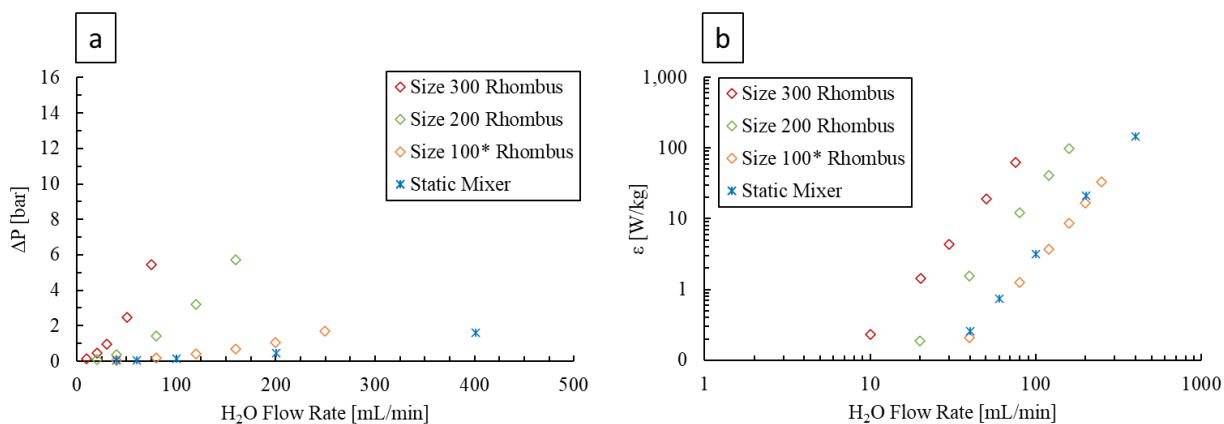 a
16
14
12
10
8
6
4
2
0
ΔP [bar]
0
100
200
300
400
500
H₂O Flow Rate [mL/min]
Size 300 Rhombus
Size 200 Rhombus
Size 100* Rhombus
Static Mixer
b
1,000
100
10
1
0
ε [W/kg]
1
10
100
1000
H₂O Flow Rate [mL/min]
Size 300 Rhombus
Size 200 Rhombus
Size 100* Rhombus
Static Mixer